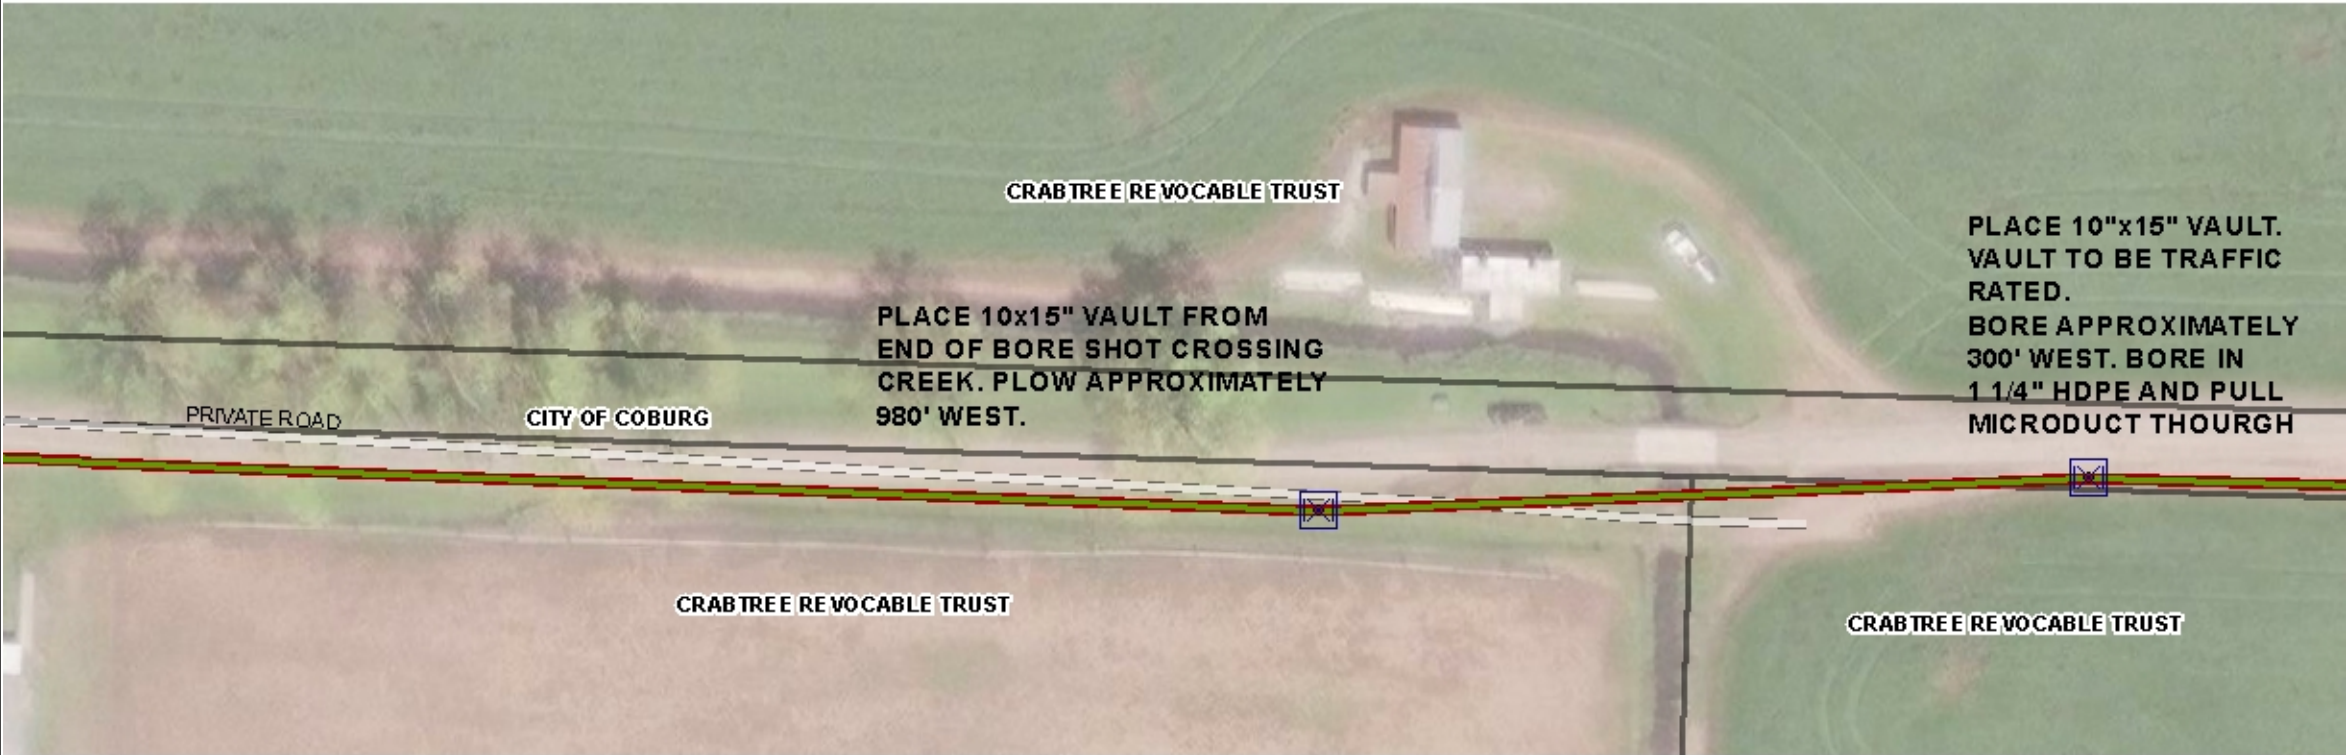 CRABTREE REVOCABLE TRUST
PLACE 10"x15" VAULT.
VAULT TO BE TRAFFIC
RATED.
BORE APPROXIMATELY
300' WEST. BORE IN
1 1/4" HDPE AND PULL
MICRODUCT THOURGH
PLACE 10x15" VAULT FROM
END OF BORE SHOT CROSSING
CREEK. PLOW APPROXIMATELY
980' WEST.
PRIVATE ROAD
CITY OF COBURG
CRABTREE REVOCABLE TRUST
CRABTREE REVOCABLE TRUST